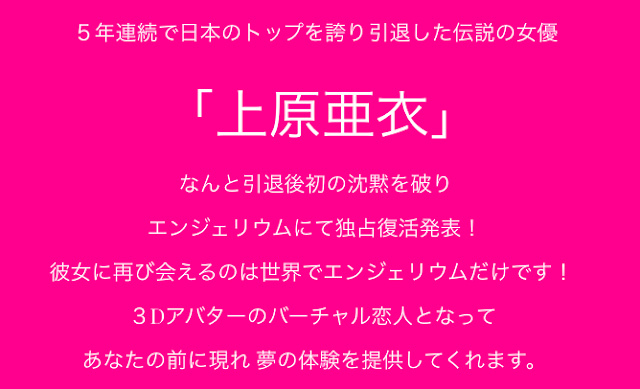 ５年連続で日本のトップを誇り引退した伝説の女優
「上原亜衣」
なんと引退後初の沈黙を破り
エンジェリウムにて独占復活発表！
彼女に再び会えるのは世界でエンジェリウムだけです！
３Dアバターのバーチャル恋人となって
あなたの前に現れ 夢の体験を提供してくれます。